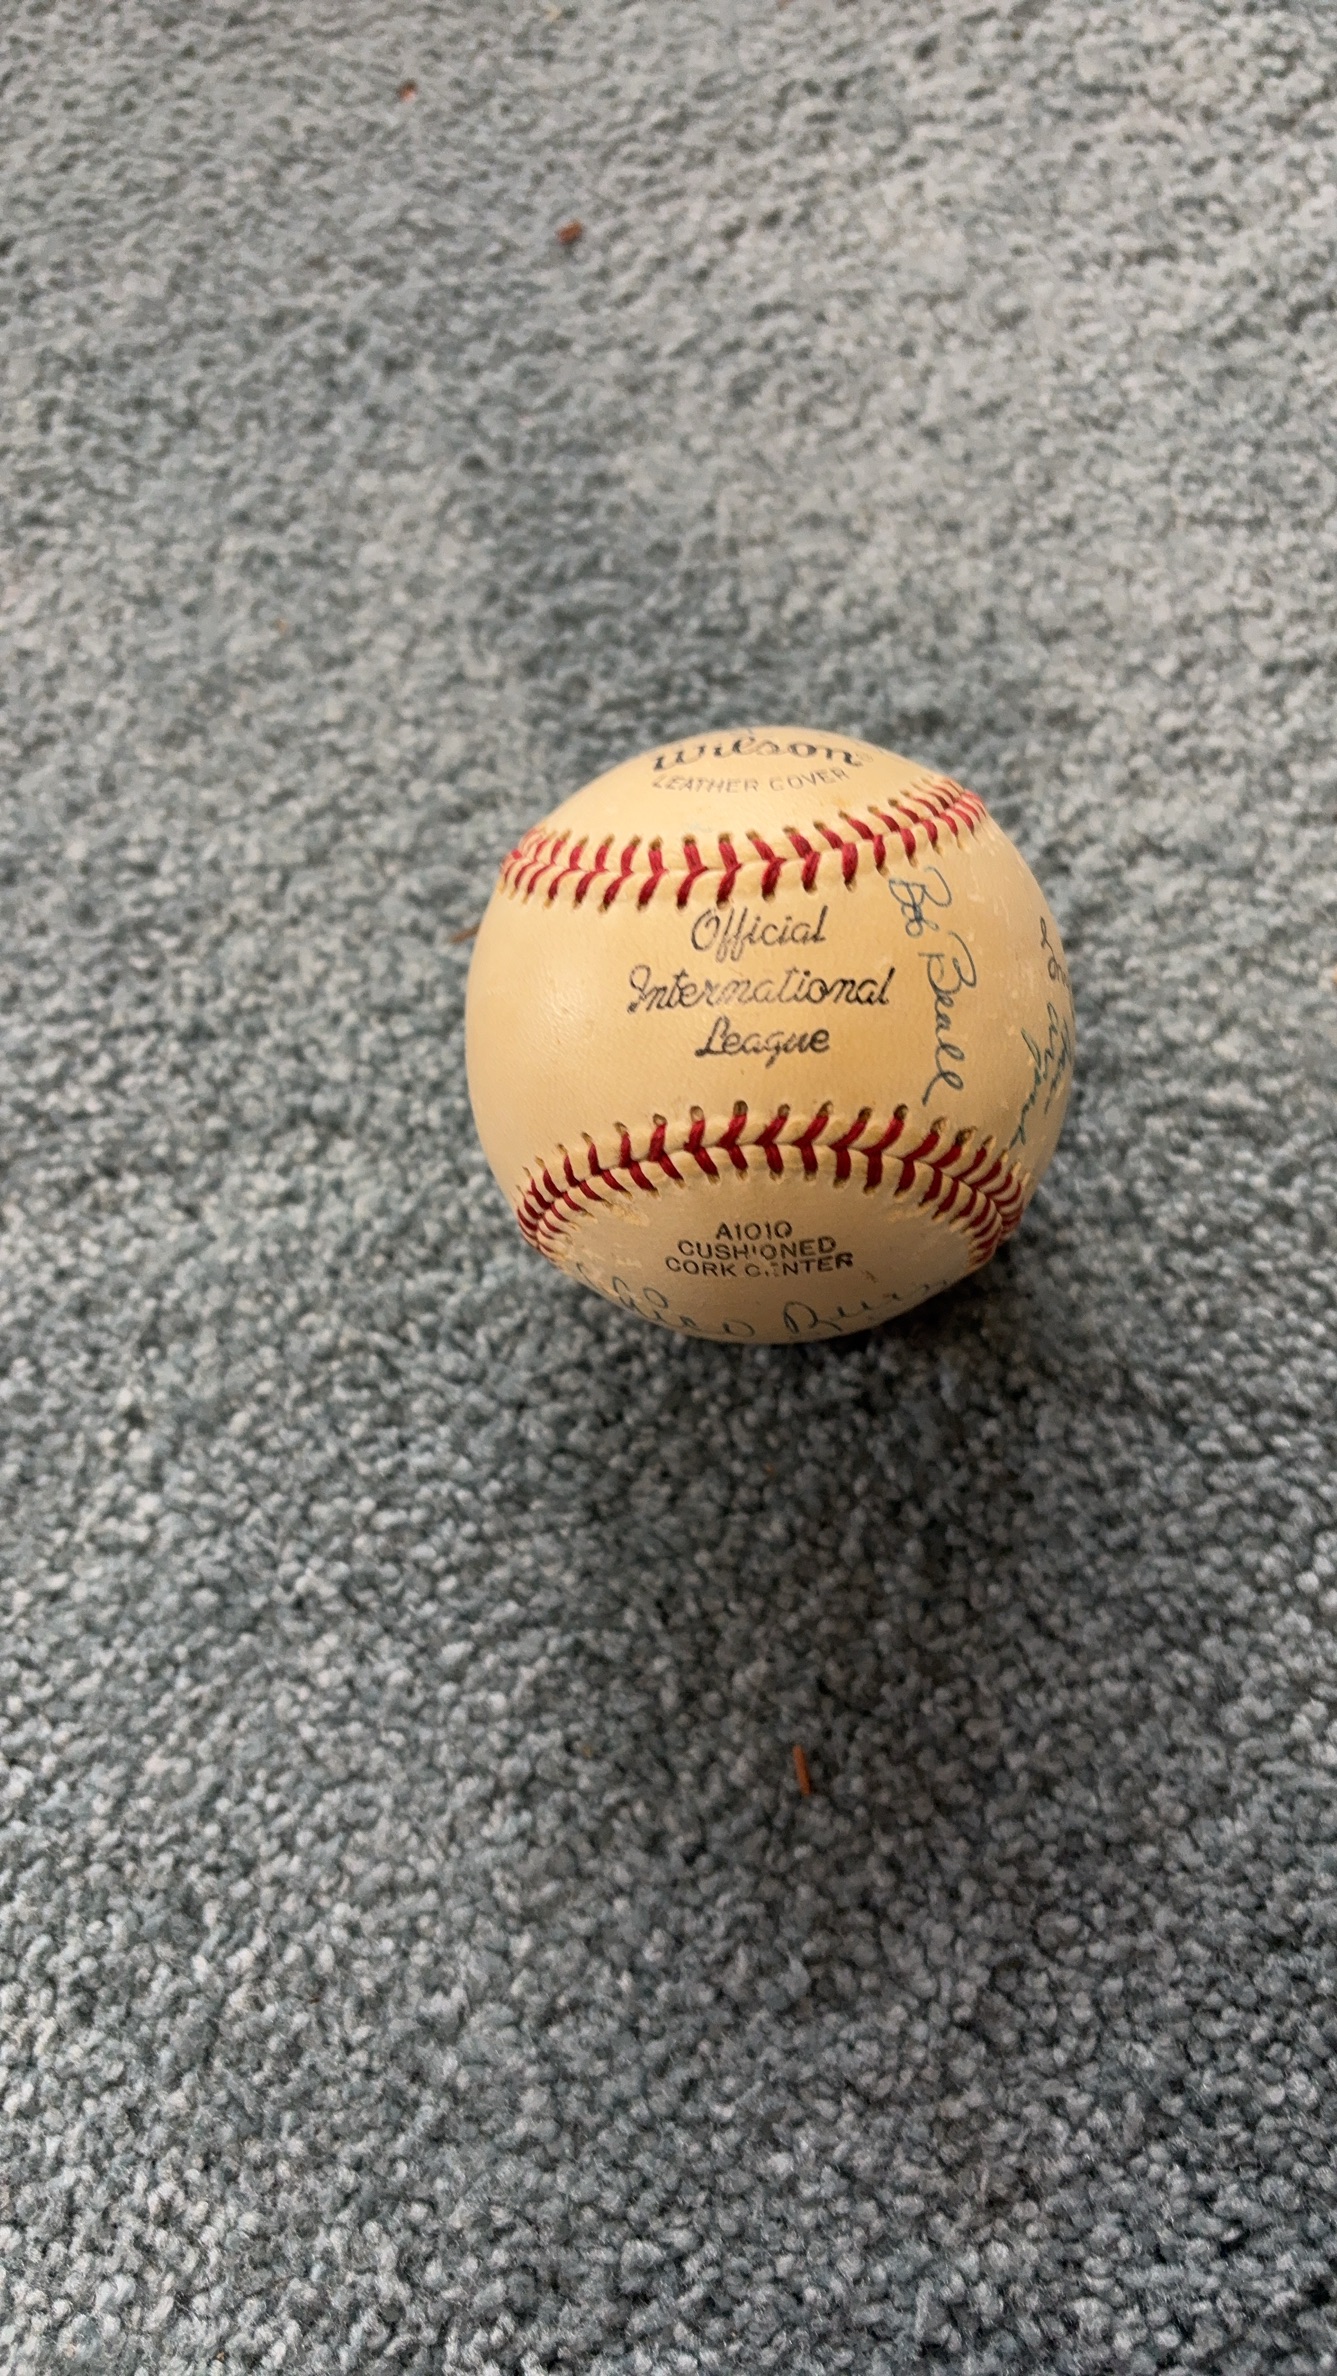 Wilson
LEATHER COVER
Official
International
League
Bob Beall
A1010
CUSHIONED
CORK CENTER